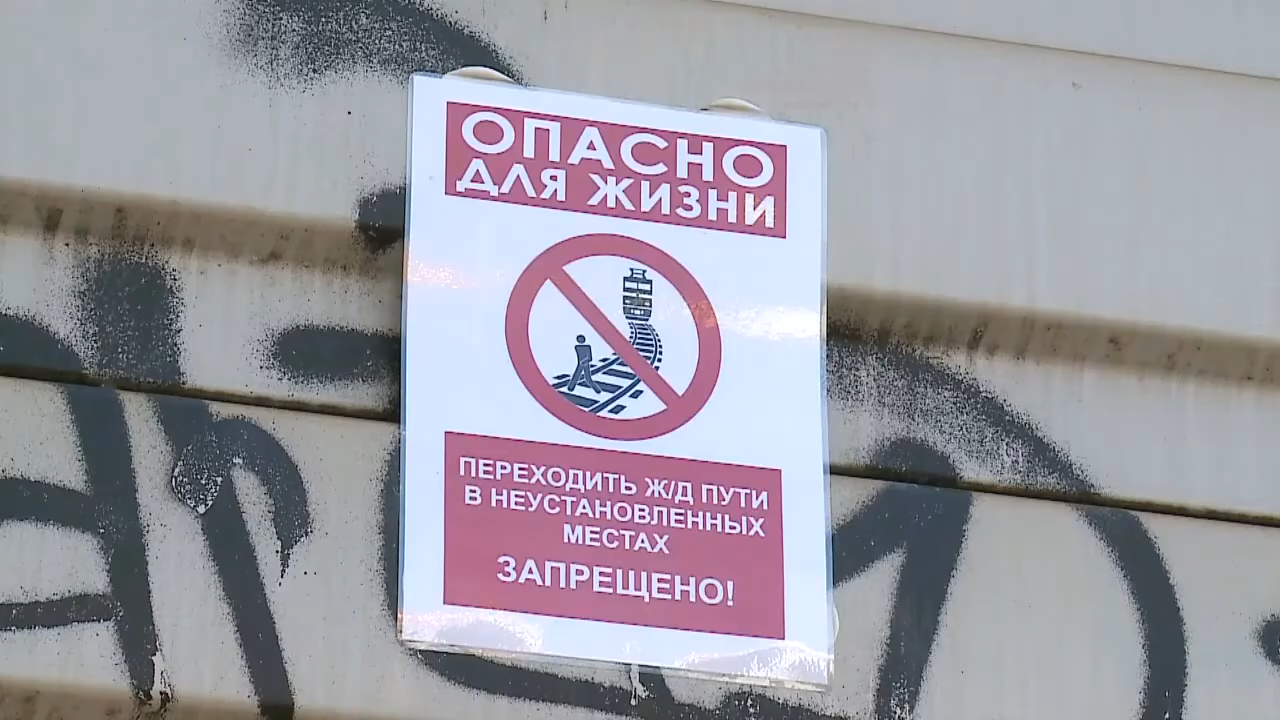 ОПАСНО
ДЛЯ ЖИЗНИ
ПЕРЕХОДИТЬ Ж/Д ПУТИ
В НЕУСТАНОВЛЕННЫХ
МЕСТАХ
ЗАПРЕЩЕНО!